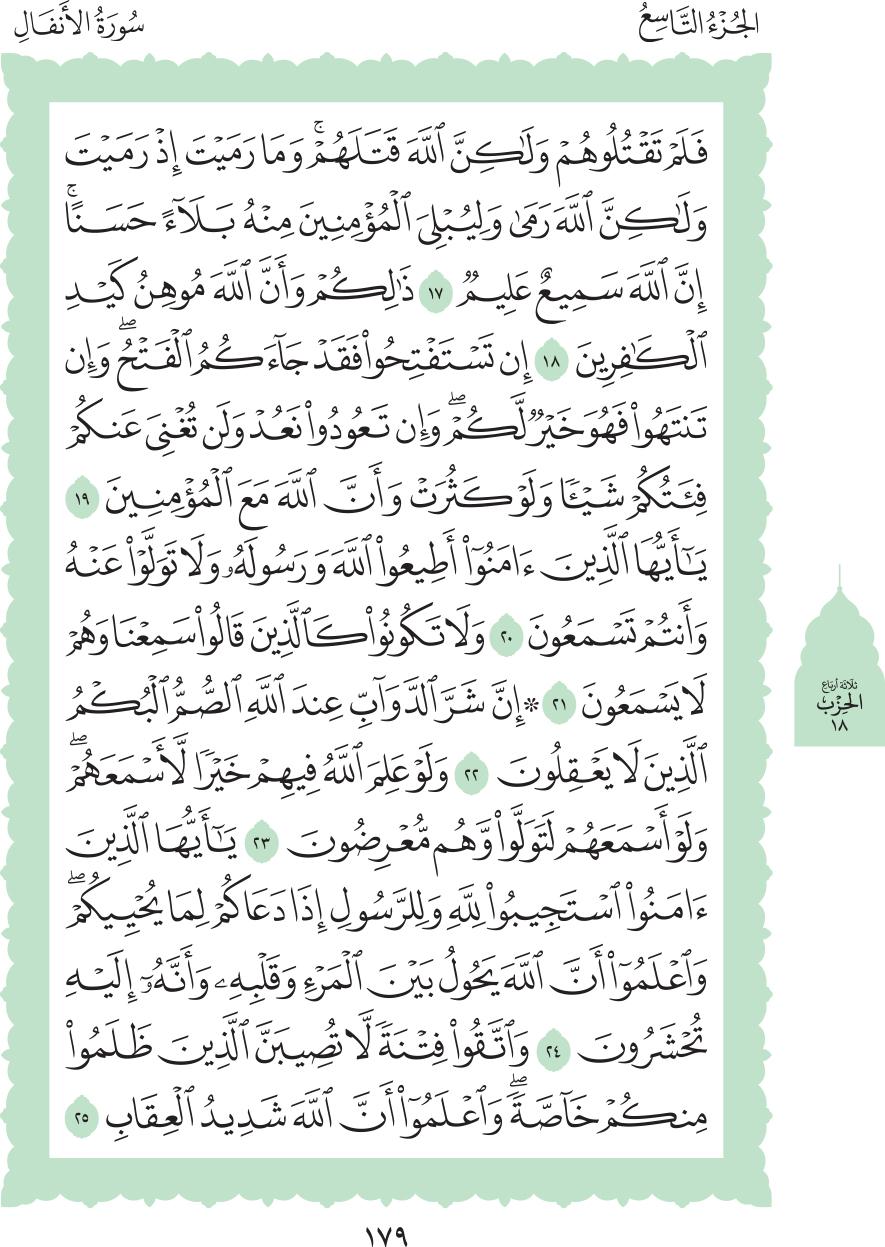 الجُزْءُ التَّاسِعُ
سُورَةُ الأَنفَالِ
فَلَمْ تَقْتُلُوهُمْ وَلَٰكِنَّ ٱللَّهَ قَتَلَهُمْۚ وَمَا رَمَيْتَ إِذْ رَمَيْتَ
وَلَٰكِنَّ ٱللَّهَ رَمَىٰ وَلِيُبْلِيَ ٱلْمُؤْمِنِينَ مِنْهُ بَلَآءً حَسَنًاۚ
إِنَّ ٱللَّهَ سَمِيعٌ عَلِيمٌ ١٧ ذَٰلِكُمْ وَأَنَّ ٱللَّهَ مُوهِنُ كَيْدِ
ٱلْكَٰفِرِينَ ١٨ إِن تَسْتَفْتِحُوا۟ فَقَدْ جَآءَكُمُ ٱلْفَتْحُۖ وَإِن
تَنتَهُوا۟ فَهُوَ خَيْرٌ لَّكُمْۖ وَإِن تَعُودُوا۟ نَعُدْ وَلَن تُغْنِيَ عَنكُمْ
فِئَتُكُمْ شَيْـًٔا وَلَوْ كَثُرَتْ وَأَنَّ ٱللَّهَ مَعَ ٱلْمُؤْمِنِينَ ١٩
يَٰٓأَيُّهَا ٱلَّذِينَ ءَامَنُوٓا۟ أَطِيعُوا۟ ٱللَّهَ وَرَسُولَهُۥ وَلَا تَوَلَّوْا۟ عَنْهُ
وَأَنتُمْ تَسْمَعُونَ ٢٠ وَلَا تَكُونُوا۟ كَٱلَّذِينَ قَالُوا۟ سَمِعْنَا وَهُمْ
لَا يَسْمَعُونَ ٢١ ۞ إِنَّ شَرَّ ٱلدَّوَآبِّ عِندَ ٱللَّهِ ٱلصُّمُّ ٱلْبُكْمُ
ٱلَّذِينَ لَا يَعْقِلُونَ ٢٢ وَلَوْ عَلِمَ ٱللَّهُ فِيهِمْ خَيْرًا لَّأَسْمَعَهُمْۖ
وَلَوْ أَسْمَعَهُمْ لَتَوَلَّوا۟ وَّهُم مُّعْرِضُونَ ٢٣ يَٰٓأَيُّهَا ٱلَّذِينَ
ءَامَنُوا۟ ٱسْتَجِيبُوا۟ لِلَّهِ وَلِلرَّسُولِ إِذَا دَعَاكُمْ لِمَا يُحْيِيكُمْۖ
وَٱعْلَمُوٓا۟ أَنَّ ٱللَّهَ يَحُولُ بَيْنَ ٱلْمَرْءِ وَقَلْبِهِۦ وَأَنَّهُۥٓ إِلَيْهِ
تُحْشَرُونَ ٢٤ وَٱتَّقُوا۟ فِتْنَةً لَّا تُصِيبَنَّ ٱلَّذِينَ ظَلَمُوا۟
مِنكُمْ خَآصَّةًۖ وَٱعْلَمُوٓا۟ أَنَّ ٱللَّهَ شَدِيدُ ٱلْعِقَابِ ٢٥
ثلاثة أرباع
الحِزْبُ
١٨
١٧٩